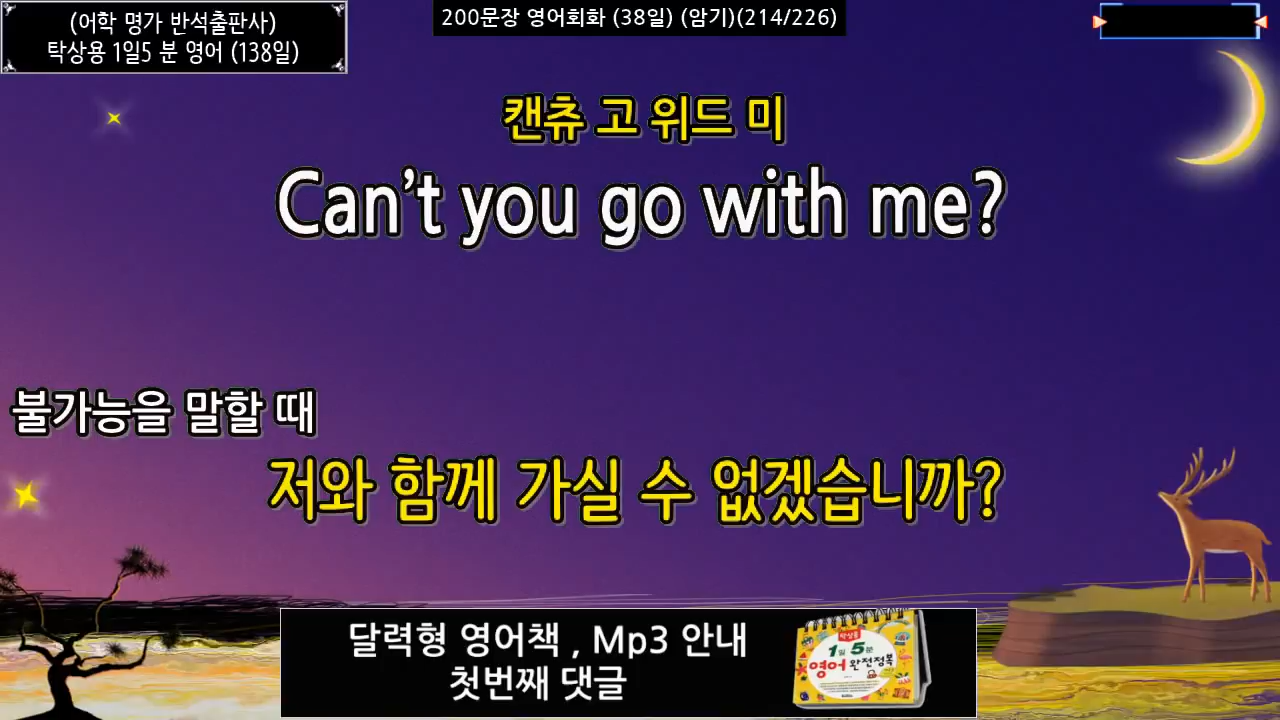 (어학 명가 반석출판사)
탁상용 1일5 분 영어 (138일)
200문장 영어회화 (38일) (암기)(214/226)
캔츄 고 위드 미
Can’t you go with me?
불가능을 말할 때
저와 함께 가실 수 없겠습니까?
달력형 영어책 , Mp3 안내
첫번째 댓글
탁상용
1일 5분
영어 완전정복